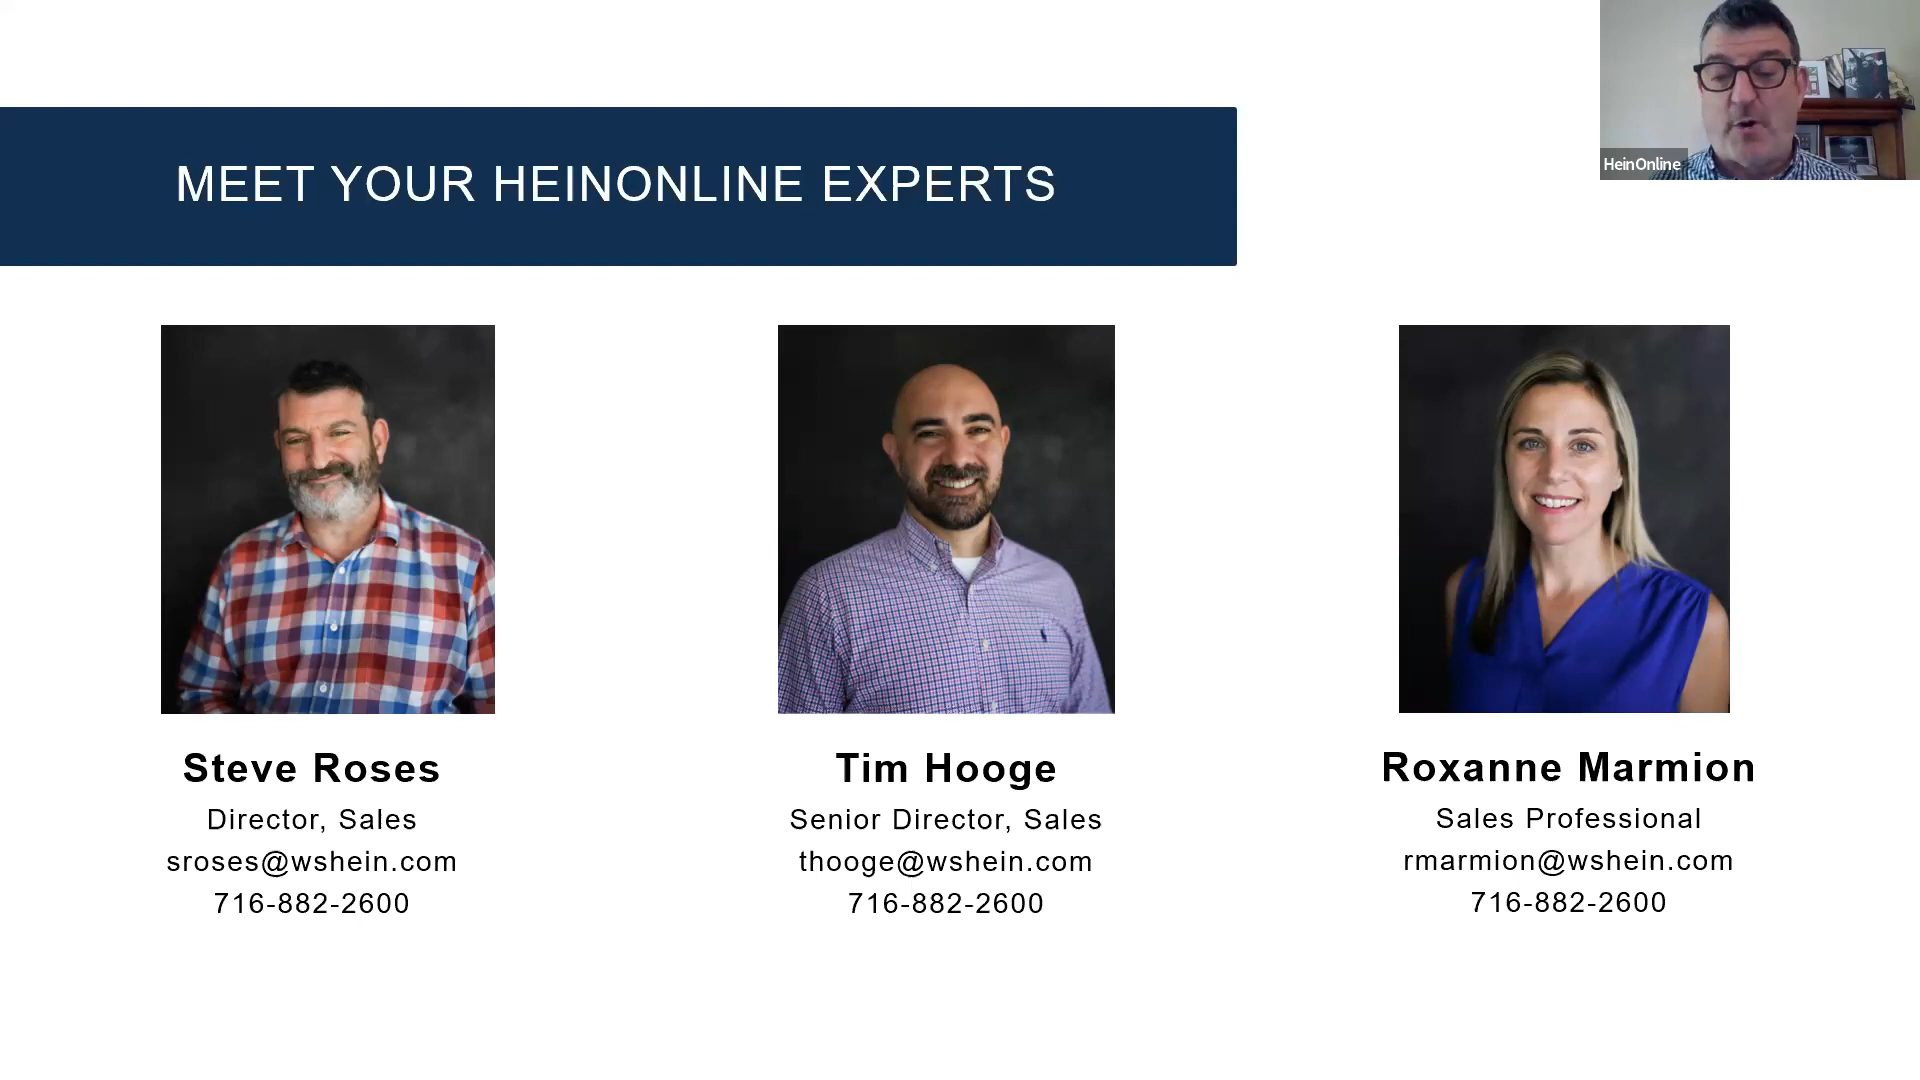 HeinOnline
MEET YOUR HEINONLINE EXPERTS
Steve Roses
Director, Sales
sroses@wshein.com
716-882-2600
Tim Hooge
Senior Director, Sales
thooge@wshein.com
716-882-2600
Roxanne Marmion
Sales Professional
rmarmion@wshein.com
716-882-2600